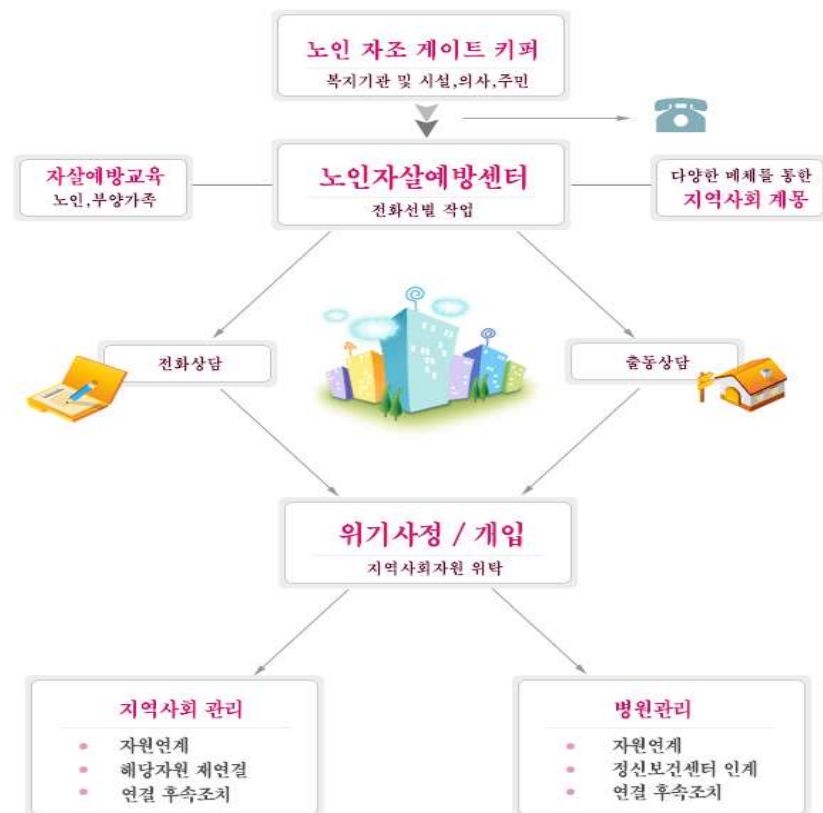 노인 자조 게이트 키퍼
복지기관 및 시설,의사,주민
자살예방교육
노인,부양가족
노인자살예방센터
전화선별 작업
다양한 메체를 통한
지역사회 계몽
전화상담
출동상담
위기사정 / 개입
지역사회자원 위탁
지역사회 관리
자원연계
해당자원 재연결
연결 후속조치
병원관리
자원연계
정신보건센터 인계
연결 후속조치